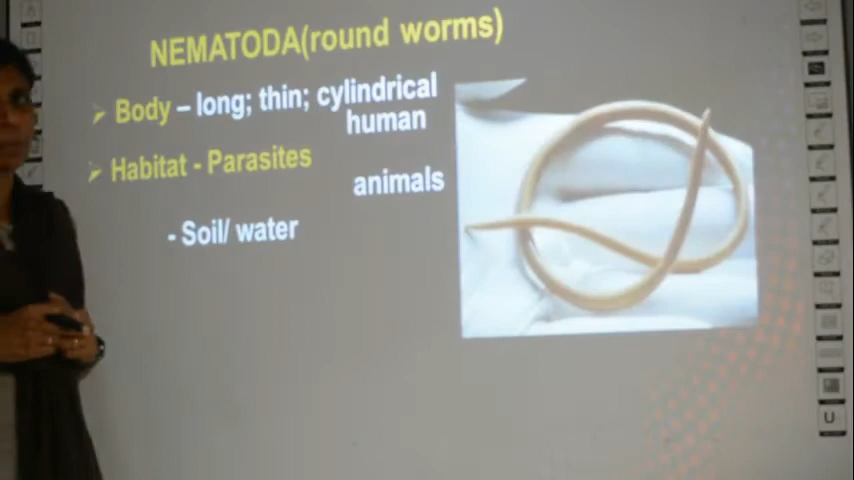 NEMATODA(round worms)
➢ Body – long; thin; cylindrical
human
➢ Habitat - Parasites
animals
- Soil/ water
U